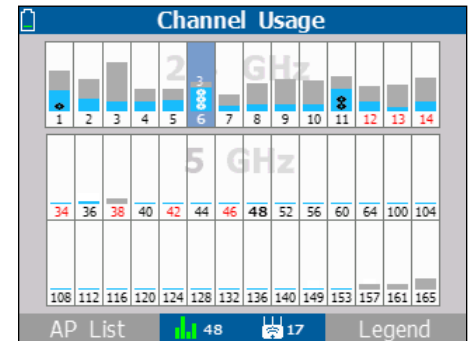 Channel Usage
2.4 GHz
3
1 2 3 4 5 6 7 8 9 10 11 12 13 14
5 GHz
34 36 38 40 42 44 46 48 52 56 60 64 100 104
108 112 116 120 124 128 132 136 140 149 153 157 161 165
AP List 48 17 Legend